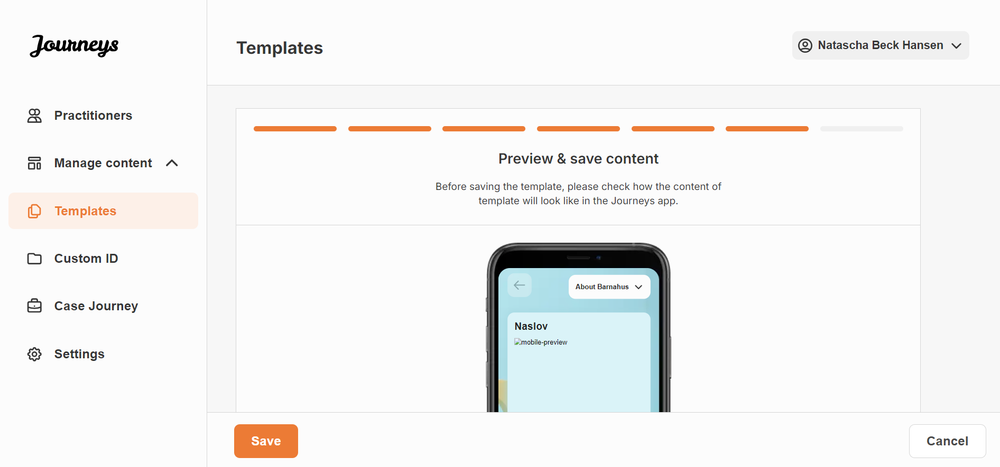 Journeys
Templates
Natascha Beck Hansen
Practitioners
Manage content
Templates
Custom ID
Case Journey
Settings
Preview & save content
Before saving the template, please check how the content of
template will look like in the Journeys app.
About Barnahus
Naslov
mobile-preview
Save
Cancel